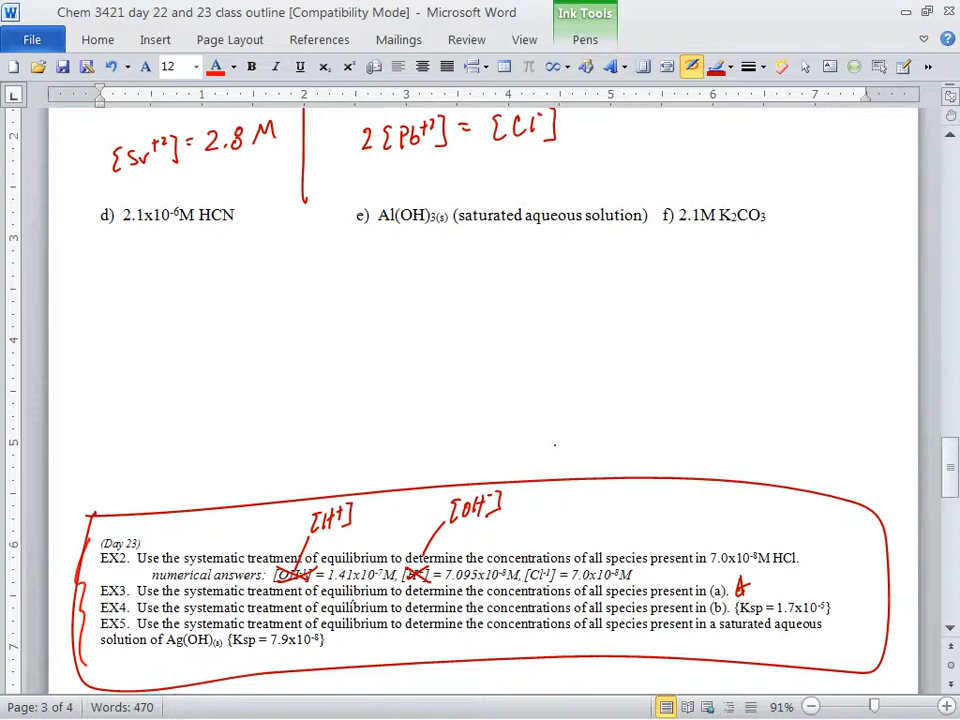 Chem 3421 day 22 and 23 class outline [Compatibility Mode] - Microsoft Word
Ink Tools
File Home Insert Page Layout References Mailings Review View Pens
12
1 2 3 4 5 6 7
[Sr⁺²] = 2.8 M
2[Pb⁺²] = [Cl⁻]
d) 2.1x10⁻⁶M HCN
e) Al(OH)₃(s) (saturated aqueous solution)
f) 2.1M K₂CO₃
[H⁺]
[OH⁻]
(Day 23)
EX2. Use the systematic treatment of equilibrium to determine the concentrations of all species present in 7.0x10⁻⁸M HCl.
numerical answers: [OH⁻] = 1.41x10⁻⁷M, [H⁺] = 7.095x10⁻⁸M, [Cl⁻] = 7.0x10⁻⁸M
EX3. Use the systematic treatment of equilibrium to determine the concentrations of all species present in (a).
EX4. Use the systematic treatment of equilibrium to determine the concentrations of all species present in (b). {Ksp = 1.7x10⁻⁵}
EX5. Use the systematic treatment of equilibrium to determine the concentrations of all species present in a saturated aqueous
solution of Ag(OH)(s) {Ksp = 7.9x10⁻⁸}
Page: 3 of 4 Words: 470 91%